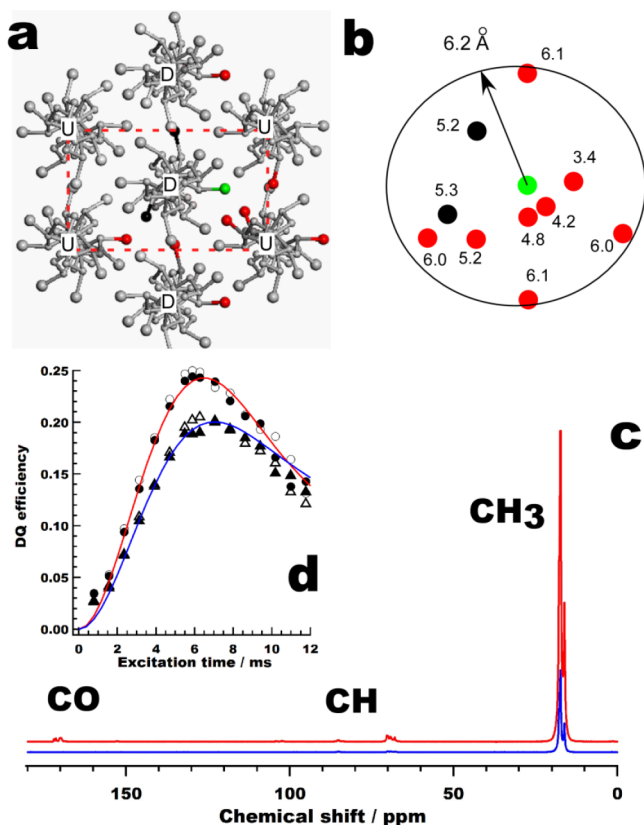 a
D
U
U
D
U
U
D
b
6.2 Å
6.1
5.2
3.4
5.3
4.2
4.8
6.0
5.2
6.0
6.1
0.25
0.20
0.15
0.10
0.05
0.00
DQ efficiency
0 2 4 6 8 10 12
Excitation time / ms
d
C
CH3
CO
CH
150 100 50 0
Chemical shift / ppm